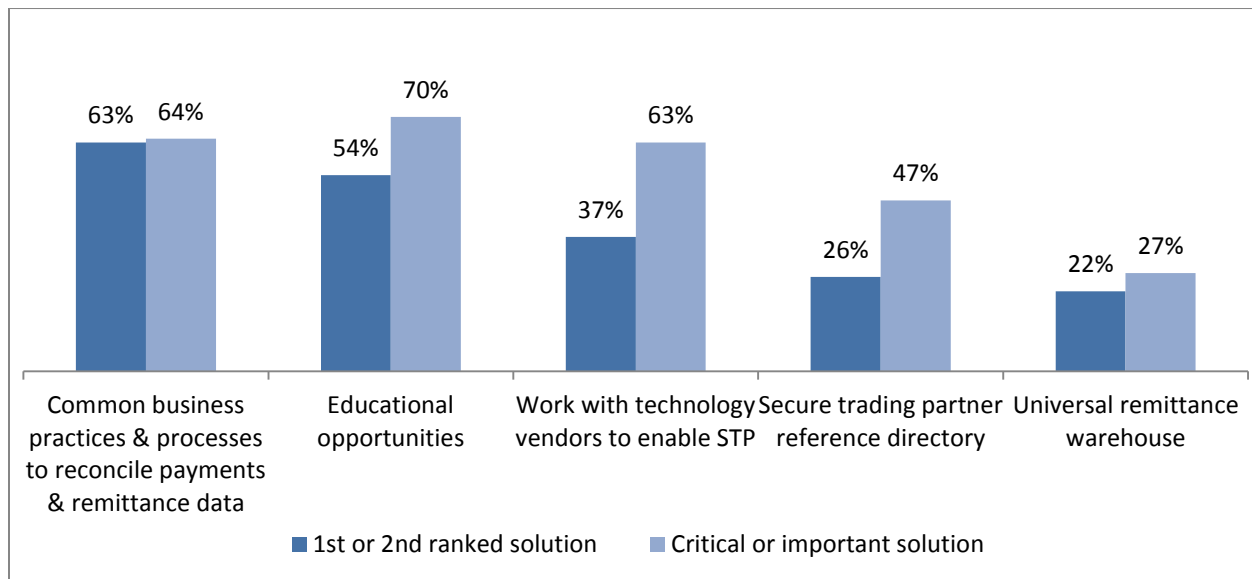 63%
64%
54%
70%
37%
63%
26%
47%
22%
27%
Common business
practices & processes
to reconcile payments
& remittance data
Educational
opportunities
Work with technology
vendors to enable STP
Secure trading partner
reference directory
Universal remittance
warehouse
1st or 2nd ranked solution
Critical or important solution